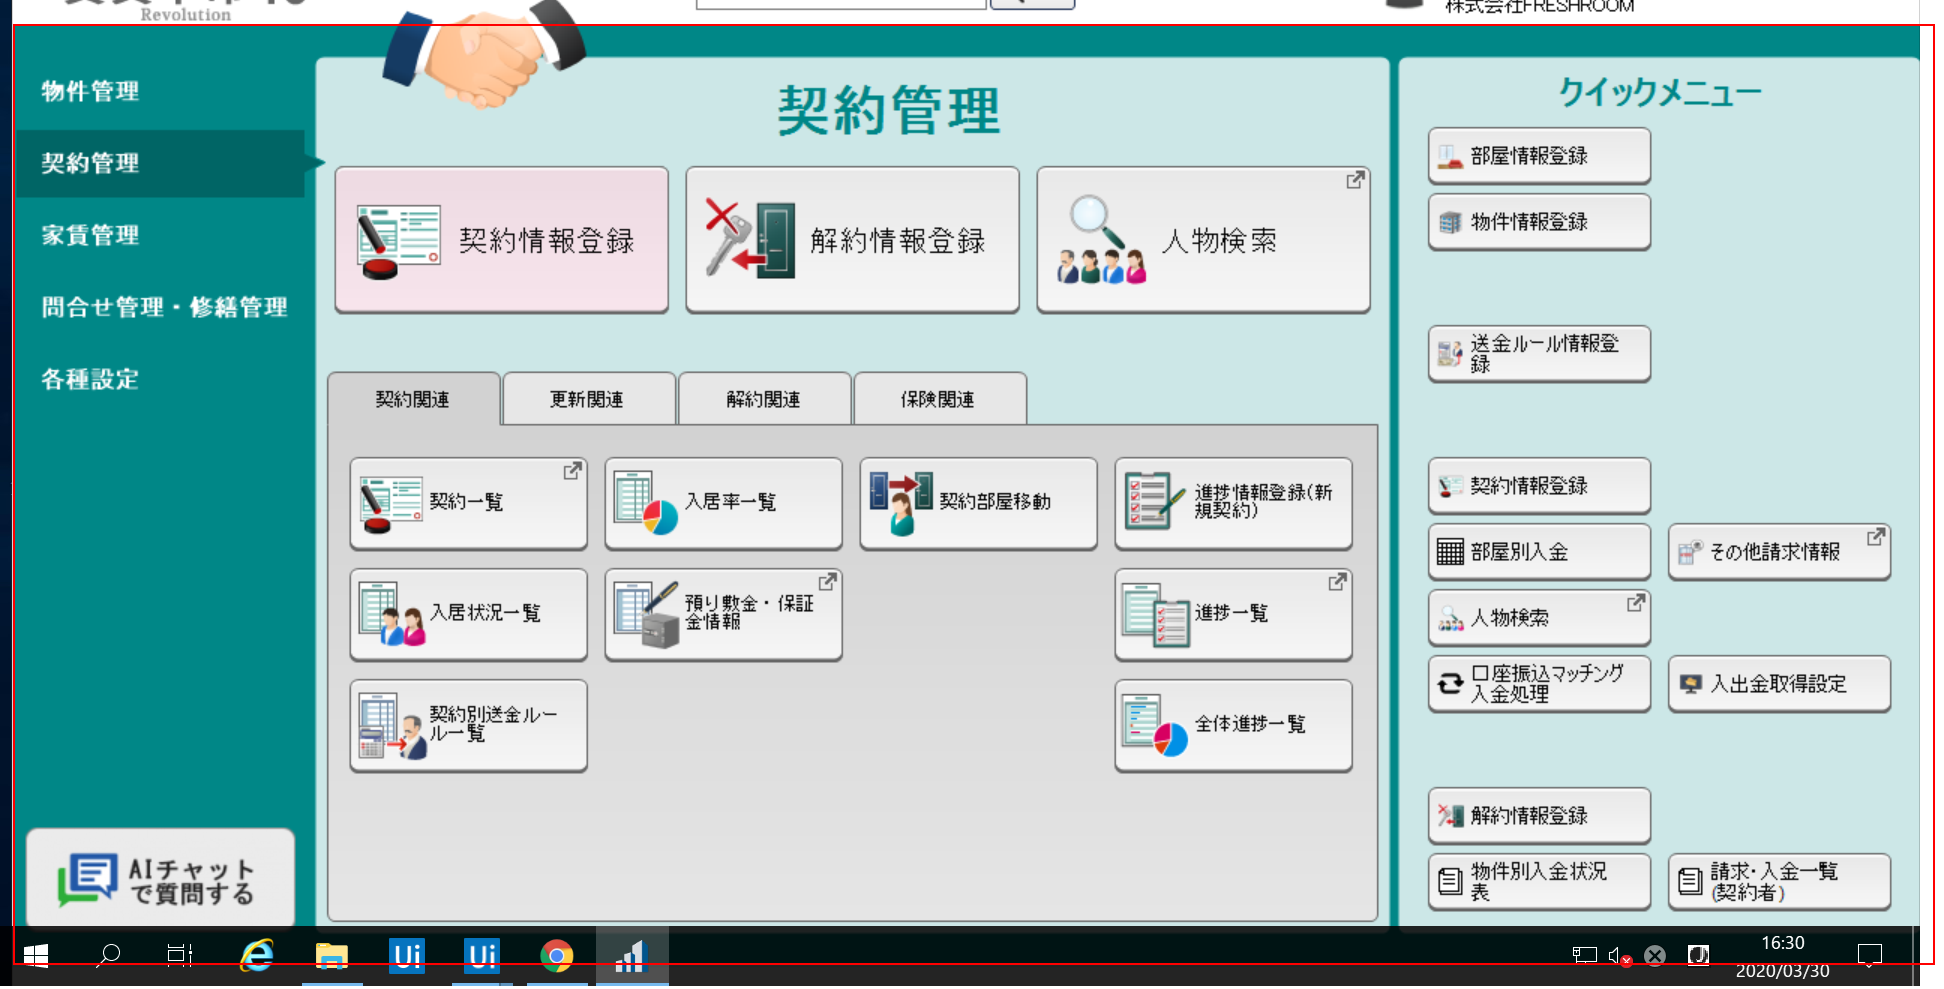 Revolution
株式会社FRESHROOM
物件管理
契約管理
家賃管理
問合せ管理・修繕管理
各種設定
AIチャット
で質問する
契約管理
契約情報登録
解約情報登録
人物検索
契約関連
更新関連
解約関連
保険関連
契約一覧
入居率一覧
契約部屋移動
進捗情報登録(新
規契約)
入居状況一覧
預り敷金・保証
金情報
進捗一覧
契約別送金ルー
ル一覧
全体進捗一覧
クイックメニュー
部屋情報登録
物件情報登録
送金ルール情報登
録
契約情報登録
部屋別入金
その他請求情報
人物検索
口座振込マッチング
入金処理
入出金取得設定
解約情報登録
物件別入金状況
表
請求・入金一覧
(契約者)
Ui
Ui
16:30
2020/03/30